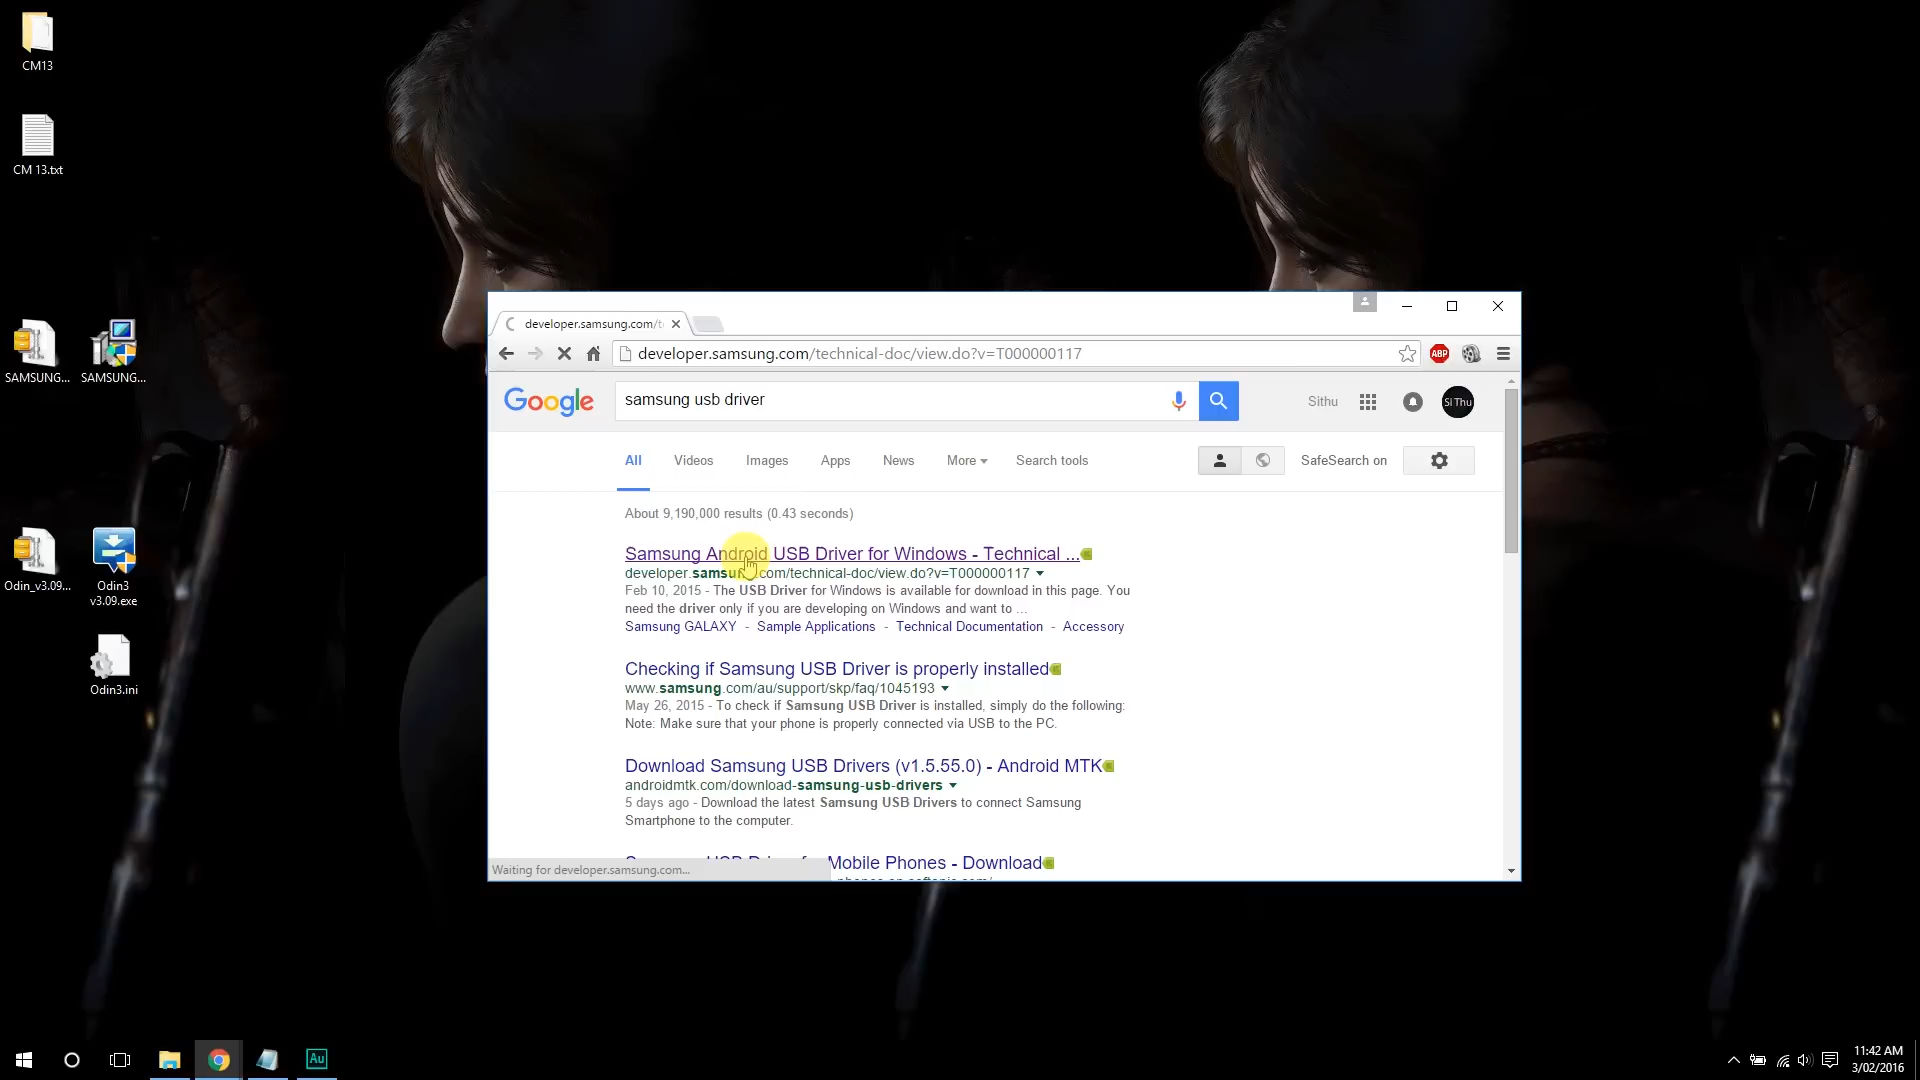 CM13
CM 13.txt
SAMSUNG...
SAMSUNG...
Odin_v3.09...
Odin3
v3.09.exe
Odin3.ini
developer.samsung.com/t
developer.samsung.com/technical-doc/view.do?v=T000000117
ABP
Google
samsung usb driver
Sithu
Si Thu
All
Videos
Images
Apps
News
More
Search tools
SafeSearch on
About 9,190,000 results (0.43 seconds)
Samsung Android USB Driver for Windows - Technical ...
developer.samsung.com/technical-doc/view.do?v=T000000117
Feb 10, 2015 - The USB Driver for Windows is available for download in this page. You
need the driver only if you are developing on Windows and want to ...
Samsung GALAXY - Sample Applications - Technical Documentation - Accessory
Checking if Samsung USB Driver is properly installed
www.samsung.com/au/support/skp/faq/1045193
May 26, 2015 - To check if Samsung USB Driver is installed, simply do the following:
Note: Make sure that your phone is properly connected via USB to the PC.
Download Samsung USB Drivers (v1.5.55.0) - Android MTK
androidmtk.com/download-samsung-usb-drivers
5 days ago - Download the latest Samsung USB Drivers to connect Samsung
Smartphone to the computer.
Mobile Phones - Download
Waiting for developer.samsung.com...
Au
11:42 AM
3/02/2016